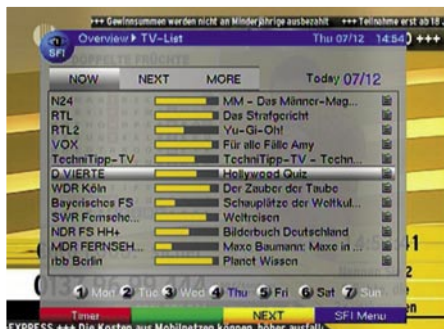 +++ Gewinnsummen werden nicht an Minderjährige ausbezahlt +++ Teilnahme erst ab 18
SFI
Overview TV-List Thu 07/12 14:54 0 +++
DOPPELTE FRÜCHTE
NOW NEXT MORE Today 07/12
N24 MM - Das Männer-Mag...
RTL Das Strafgericht
RTL2 Yu-Gi-Oh!
VOX Für alle Fälle Amy
TechniTipp-TV TechniTipp-TV - Techn...
D VIERTE Hollywood Quiz
WDR Köln Der Zauber der Taube
Bayerisches FS Schauplätze der Weltkul...
SWR Fernsehe... Weltreisen
NDR FS HH+ Bilderbuch Deutschland
MDR FERNSEH... Maxe Baumann: Maxe in ...
rbb Berlin Planet Wissen
1 Mon 2 Tue 3 Wed 4 Thu 5 Fri 6 Sat 7 Sun
Timer NEXT SFI Menu
EXPRESS +++ Die Kosten aus Mobilnetzen können höher ausfall